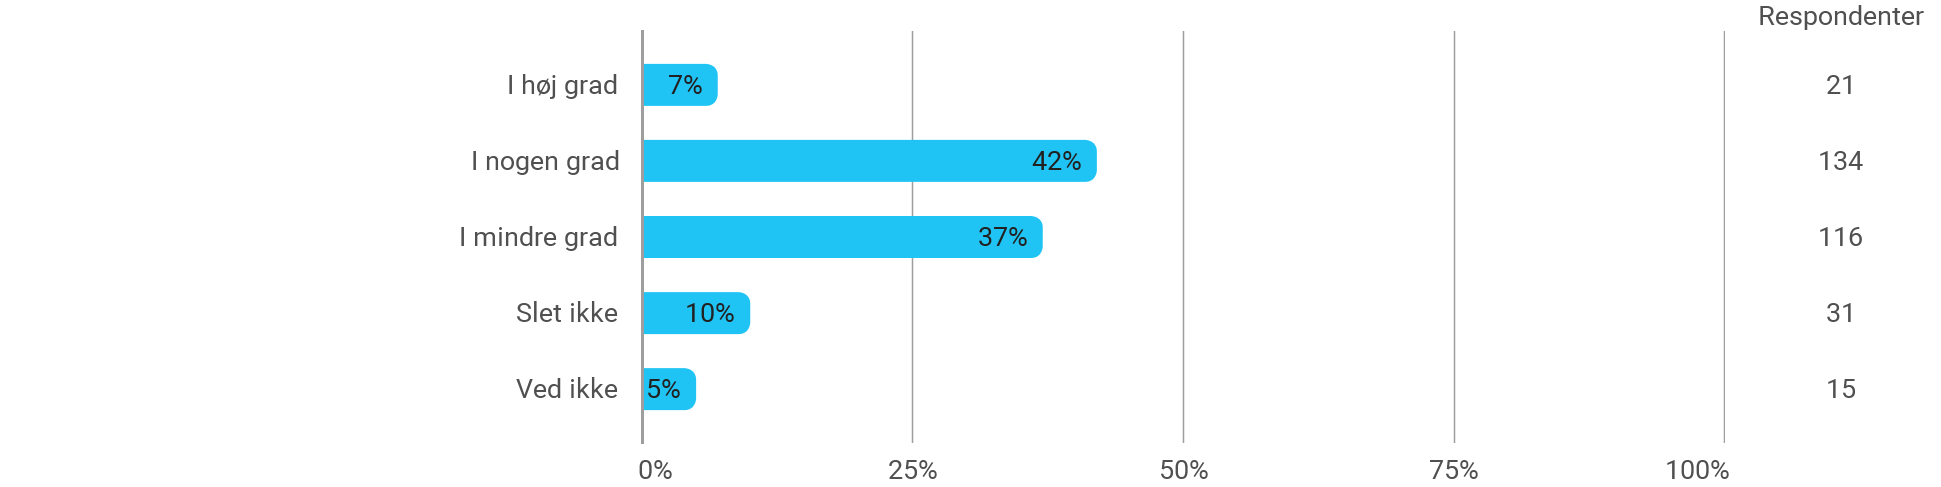 Respondenter
I høj grad 7% 21
I nogen grad 42% 134
I mindre grad 37% 116
Slet ikke 10% 31
Ved ikke 5% 15
0% 25% 50% 75% 100%